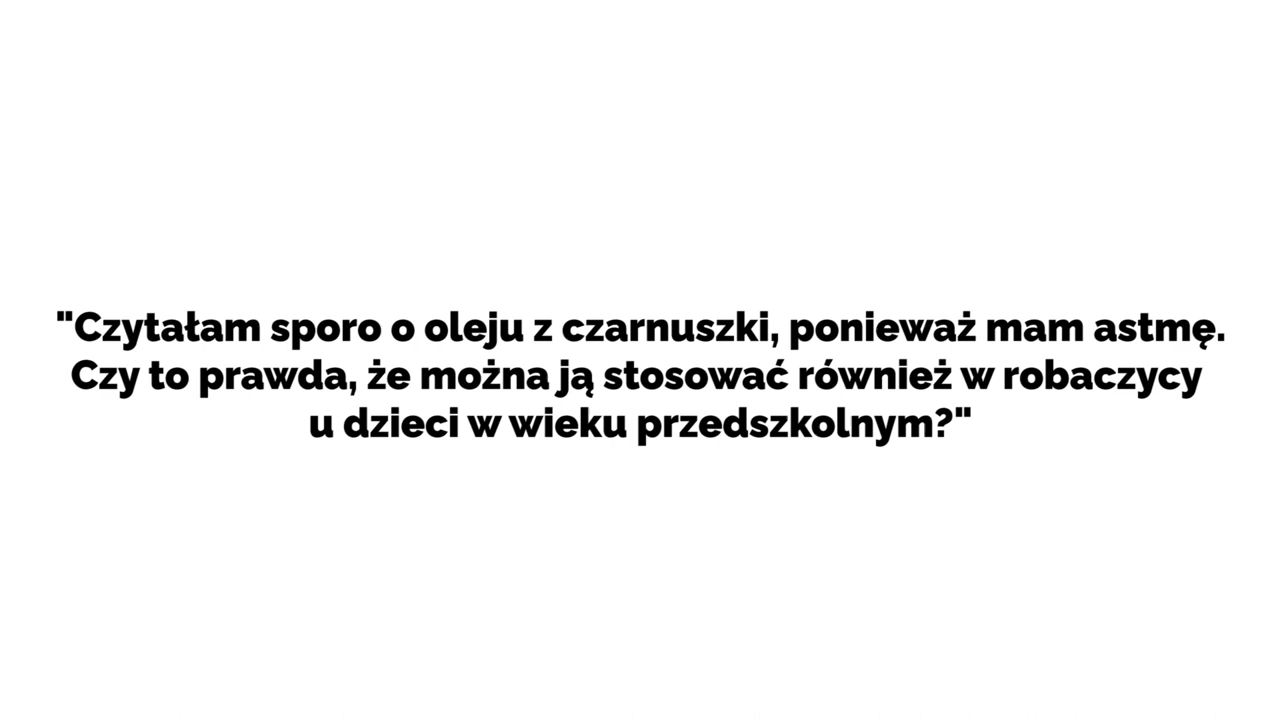 "Czytałam sporo o oleju z czarnuszki, ponieważ mam astmę.
Czy to prawda, że można ją stosować również w robaczycy
u dzieci w wieku przedszkolnym?"